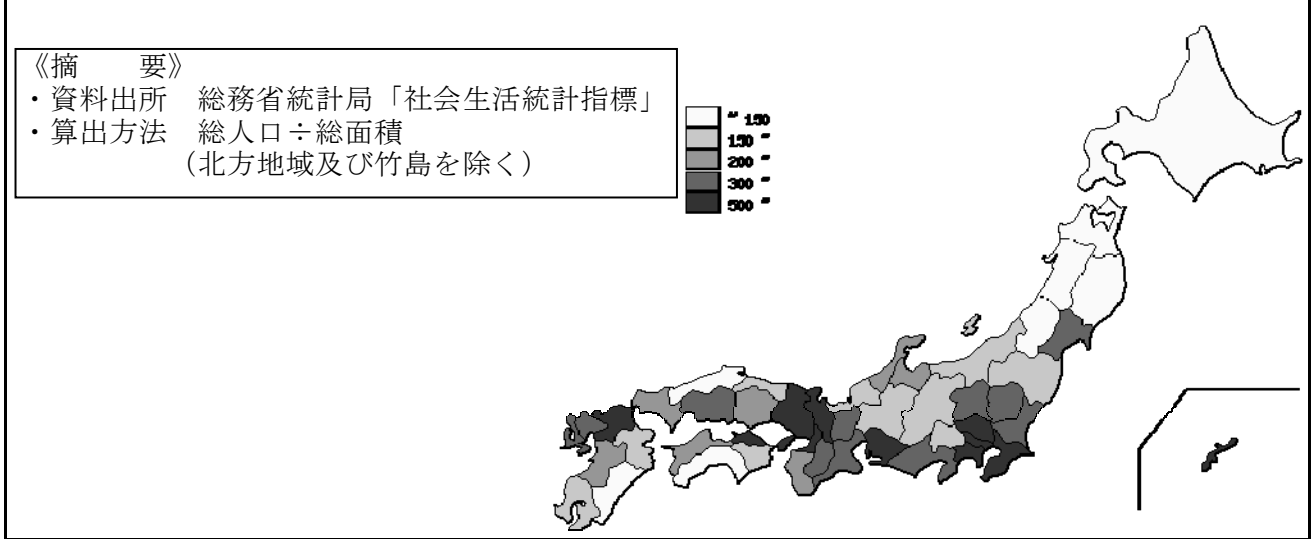 《摘　　要》
・資料出所　総務省統計局「社会生活統計指標」
・算出方法　総人口÷総面積
（北方地域及び竹島を除く）
~ 150
150 ~
200 ~
300 ~
500 ~